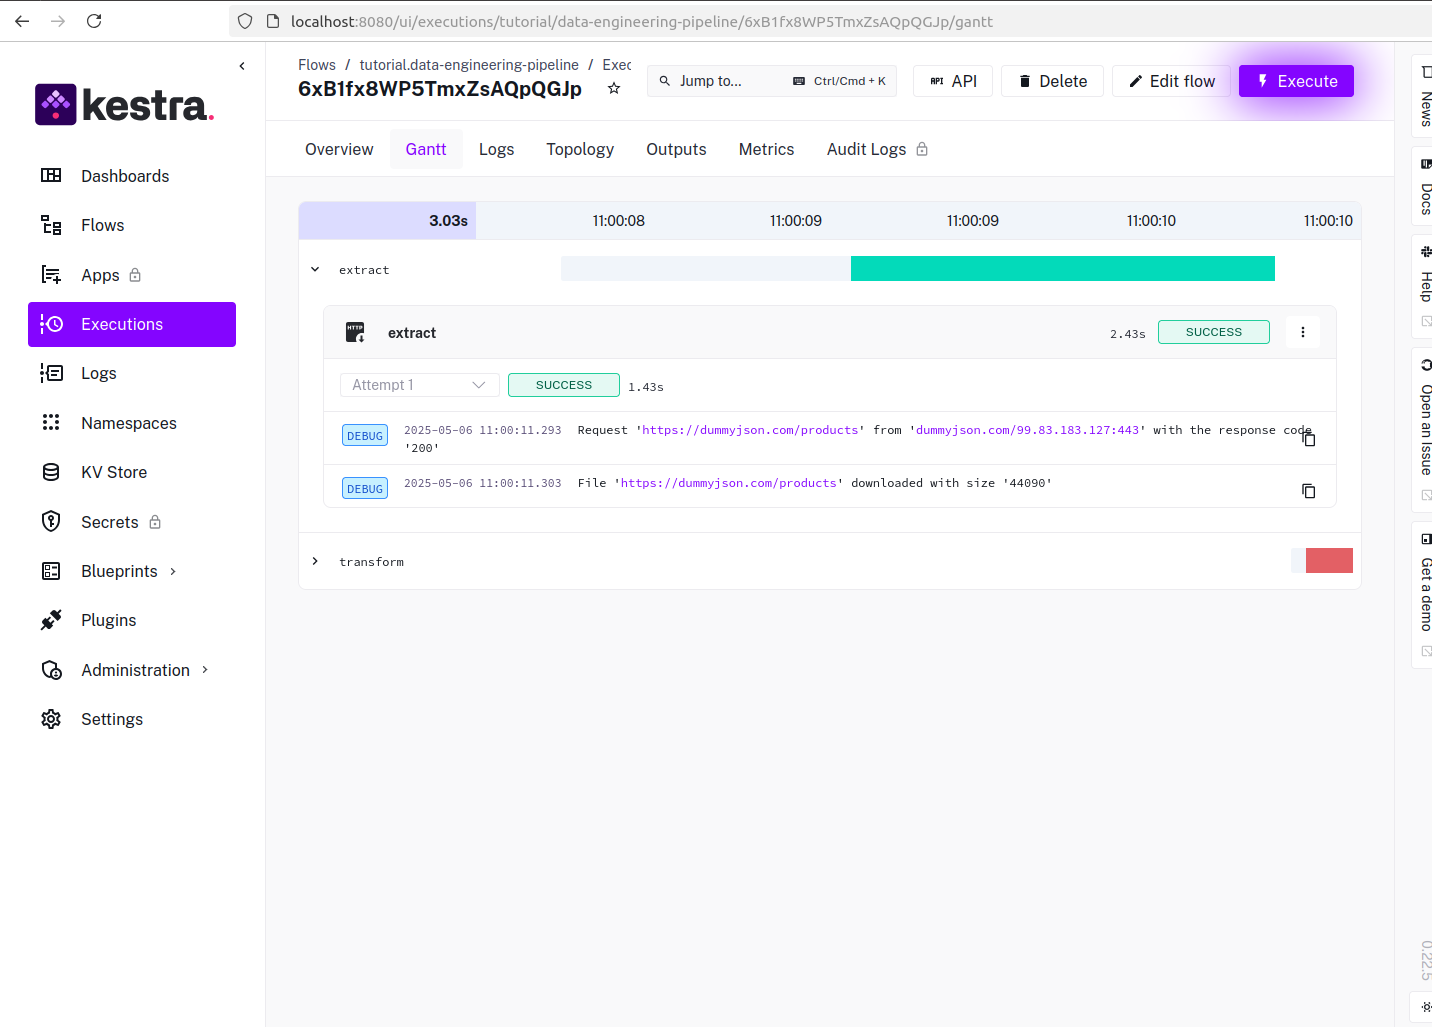 localhost:8080/ui/executions/tutorial/data-engineering-pipeline/6xB1fx8WP5TmxZsAQpQGJp/gantt
kestra.
Dashboards
Flows
Apps
Executions
Logs
Namespaces
KV Store
Secrets
Blueprints
Plugins
Administration
Settings
Flows / tutorial.data-engineering-pipeline / Exec
6xB1fx8WP5TmxZsAQpQGJp
Jump to... Ctrl/Cmd + K
API API
Delete
Edit flow
Execute
Overview Gantt Logs Topology Outputs Metrics Audit Logs
3.03s 11:00:08 11:00:09 11:00:09 11:00:10 11:00:10
extract
HTTP extract 2.43s SUCCESS
Attempt 1 SUCCESS 1.43s
DEBUG 2025-05-06 11:00:11.293 Request 'https://dummyjson.com/products' from 'dummyjson.com/99.83.183.127:443' with the response code
'200'
DEBUG 2025-05-06 11:00:11.303 File 'https://dummyjson.com/products' downloaded with size '44090'
transform
News
Docs
Help
Open an Issue
Get a demo
0.22.5